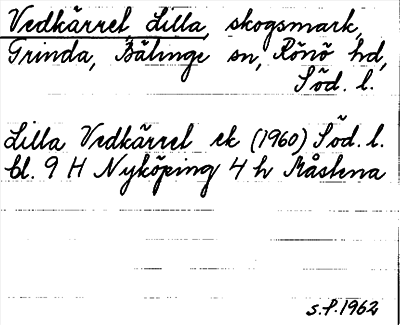 Vedkärret, Lilla, skogsmark,
Grinda, Bälinge sn, Rönö hd,
Söd. l.
Lilla Vedkärret ek (1960) Söd. l.
bl. 9 H Nyköping 4 h Råstena
S.P. 1962